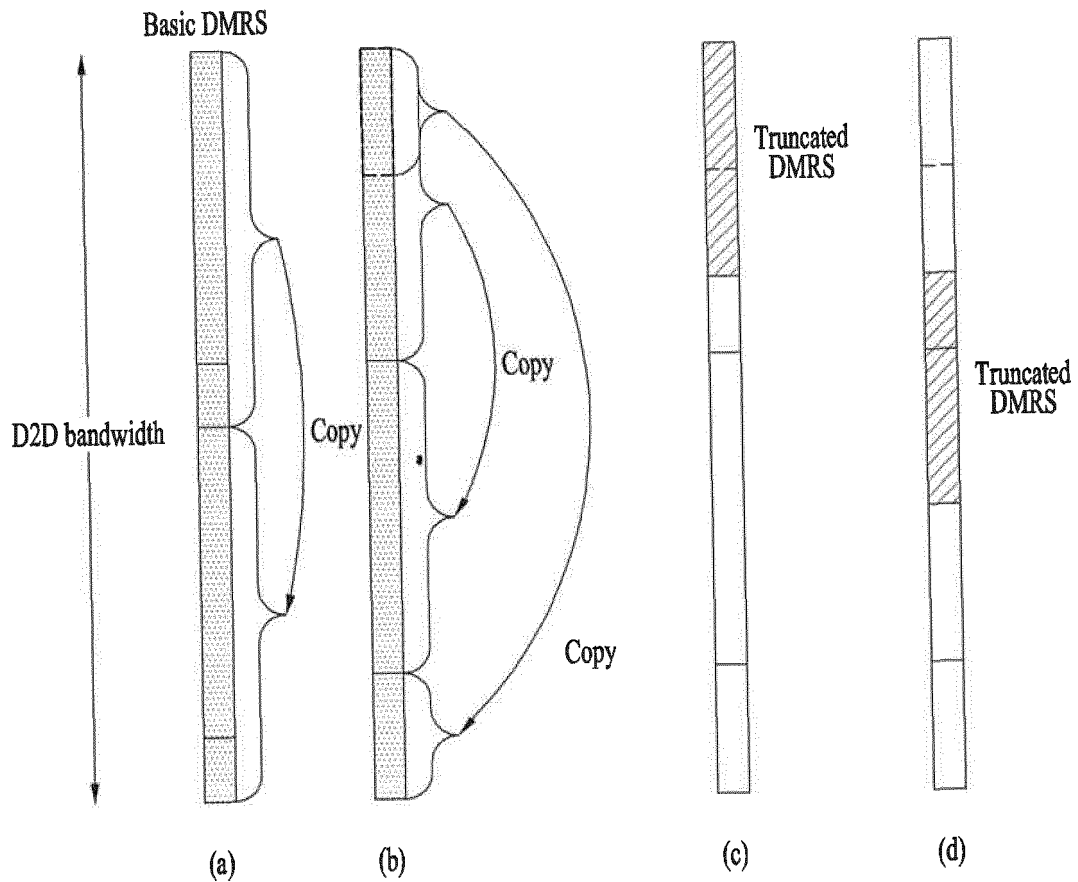 Basic DMRS
D2D bandwidth
Copy
Copy
Copy
Truncated
DMRS
Truncated
DMRS
(a)
(b)
(c)
(d)